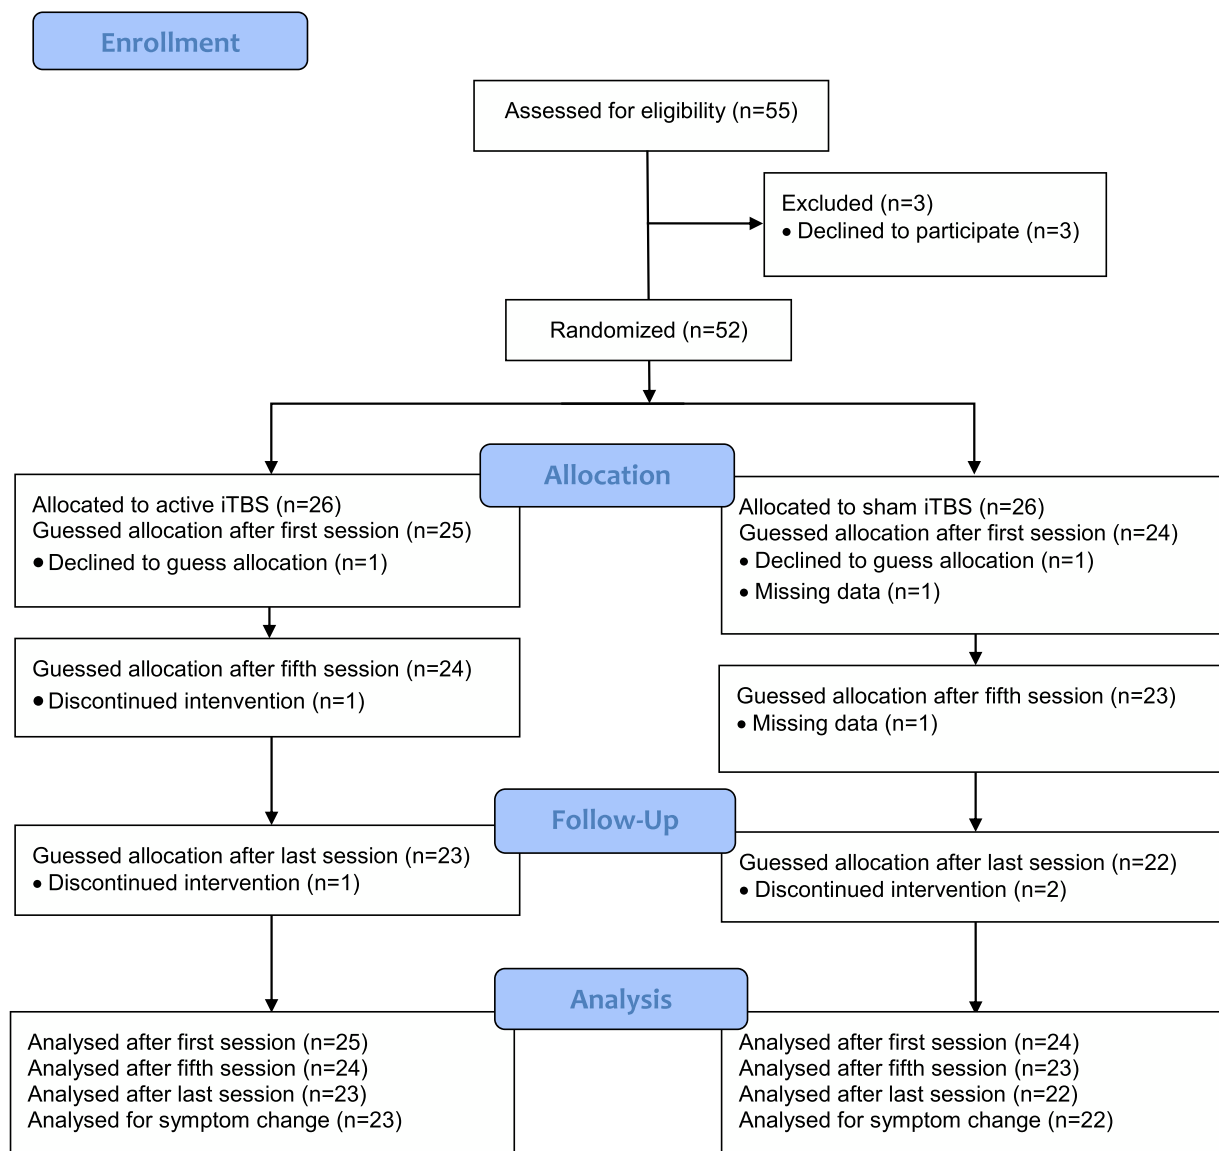 Enrollment
Assessed for eligibility (n=55)
Excluded (n=3)
• Declined to participate (n=3)
Randomized (n=52)
Allocation
Allocated to active iTBS (n=26)
Guessed allocation after first session (n=25)
• Declined to guess allocation (n=1)
Allocated to sham iTBS (n=26)
Guessed allocation after first session (n=24)
• Declined to guess allocation (n=1)
• Missing data (n=1)
Guessed allocation after fifth session (n=24)
• Discontinued intenvention (n=1)
Guessed allocation after fifth session (n=23)
• Missing data (n=1)
Follow-Up
Guessed allocation after last session (n=23)
• Discontinued intervention (n=1)
Guessed allocation after last session (n=22)
• Discontinued intervention (n=2)
Analysis
Analysed after first session (n=25)
Analysed after fifth session (n=24)
Analysed after last session (n=23)
Analysed for symptom change (n=23)
Analysed after first session (n=24)
Analysed after fifth session (n=23)
Analysed after last session (n=22)
Analysed for symptom change (n=22)